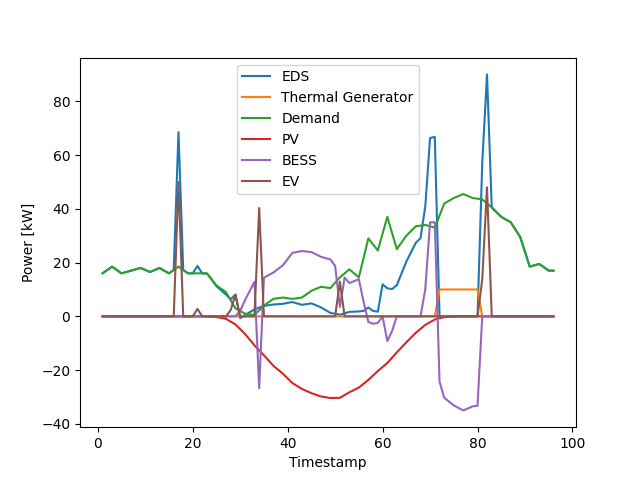 EDS
Thermal Generator
Demand
PV
BESS
EV
Power [kW]
80
60
40
20
0
−20
−40
0 20 40 60 80 100
Timestamp